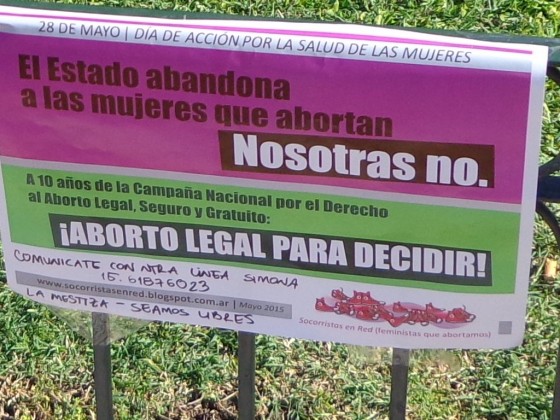 28 DE MAYO | DÍA DE ACCIÓN POR LA SALUD DE LAS MUJERES
El Estado abandona
a las mujeres que abortan
Nosotras no.
A 10 años de la Campaña Nacional por el Derecho
al Aborto Legal, Seguro y Gratuito:
¡ABORTO LEGAL PARA DECIDIR!
COMUNICATE CON NTRA LÍNEA SIMONA
15. 61876023
www.socorristasenred.blogspot.com.ar | Mayo 2015
LA MESTIZA - SEAMOS LIBRES
Socorristas en Red (feministas que abortamos)